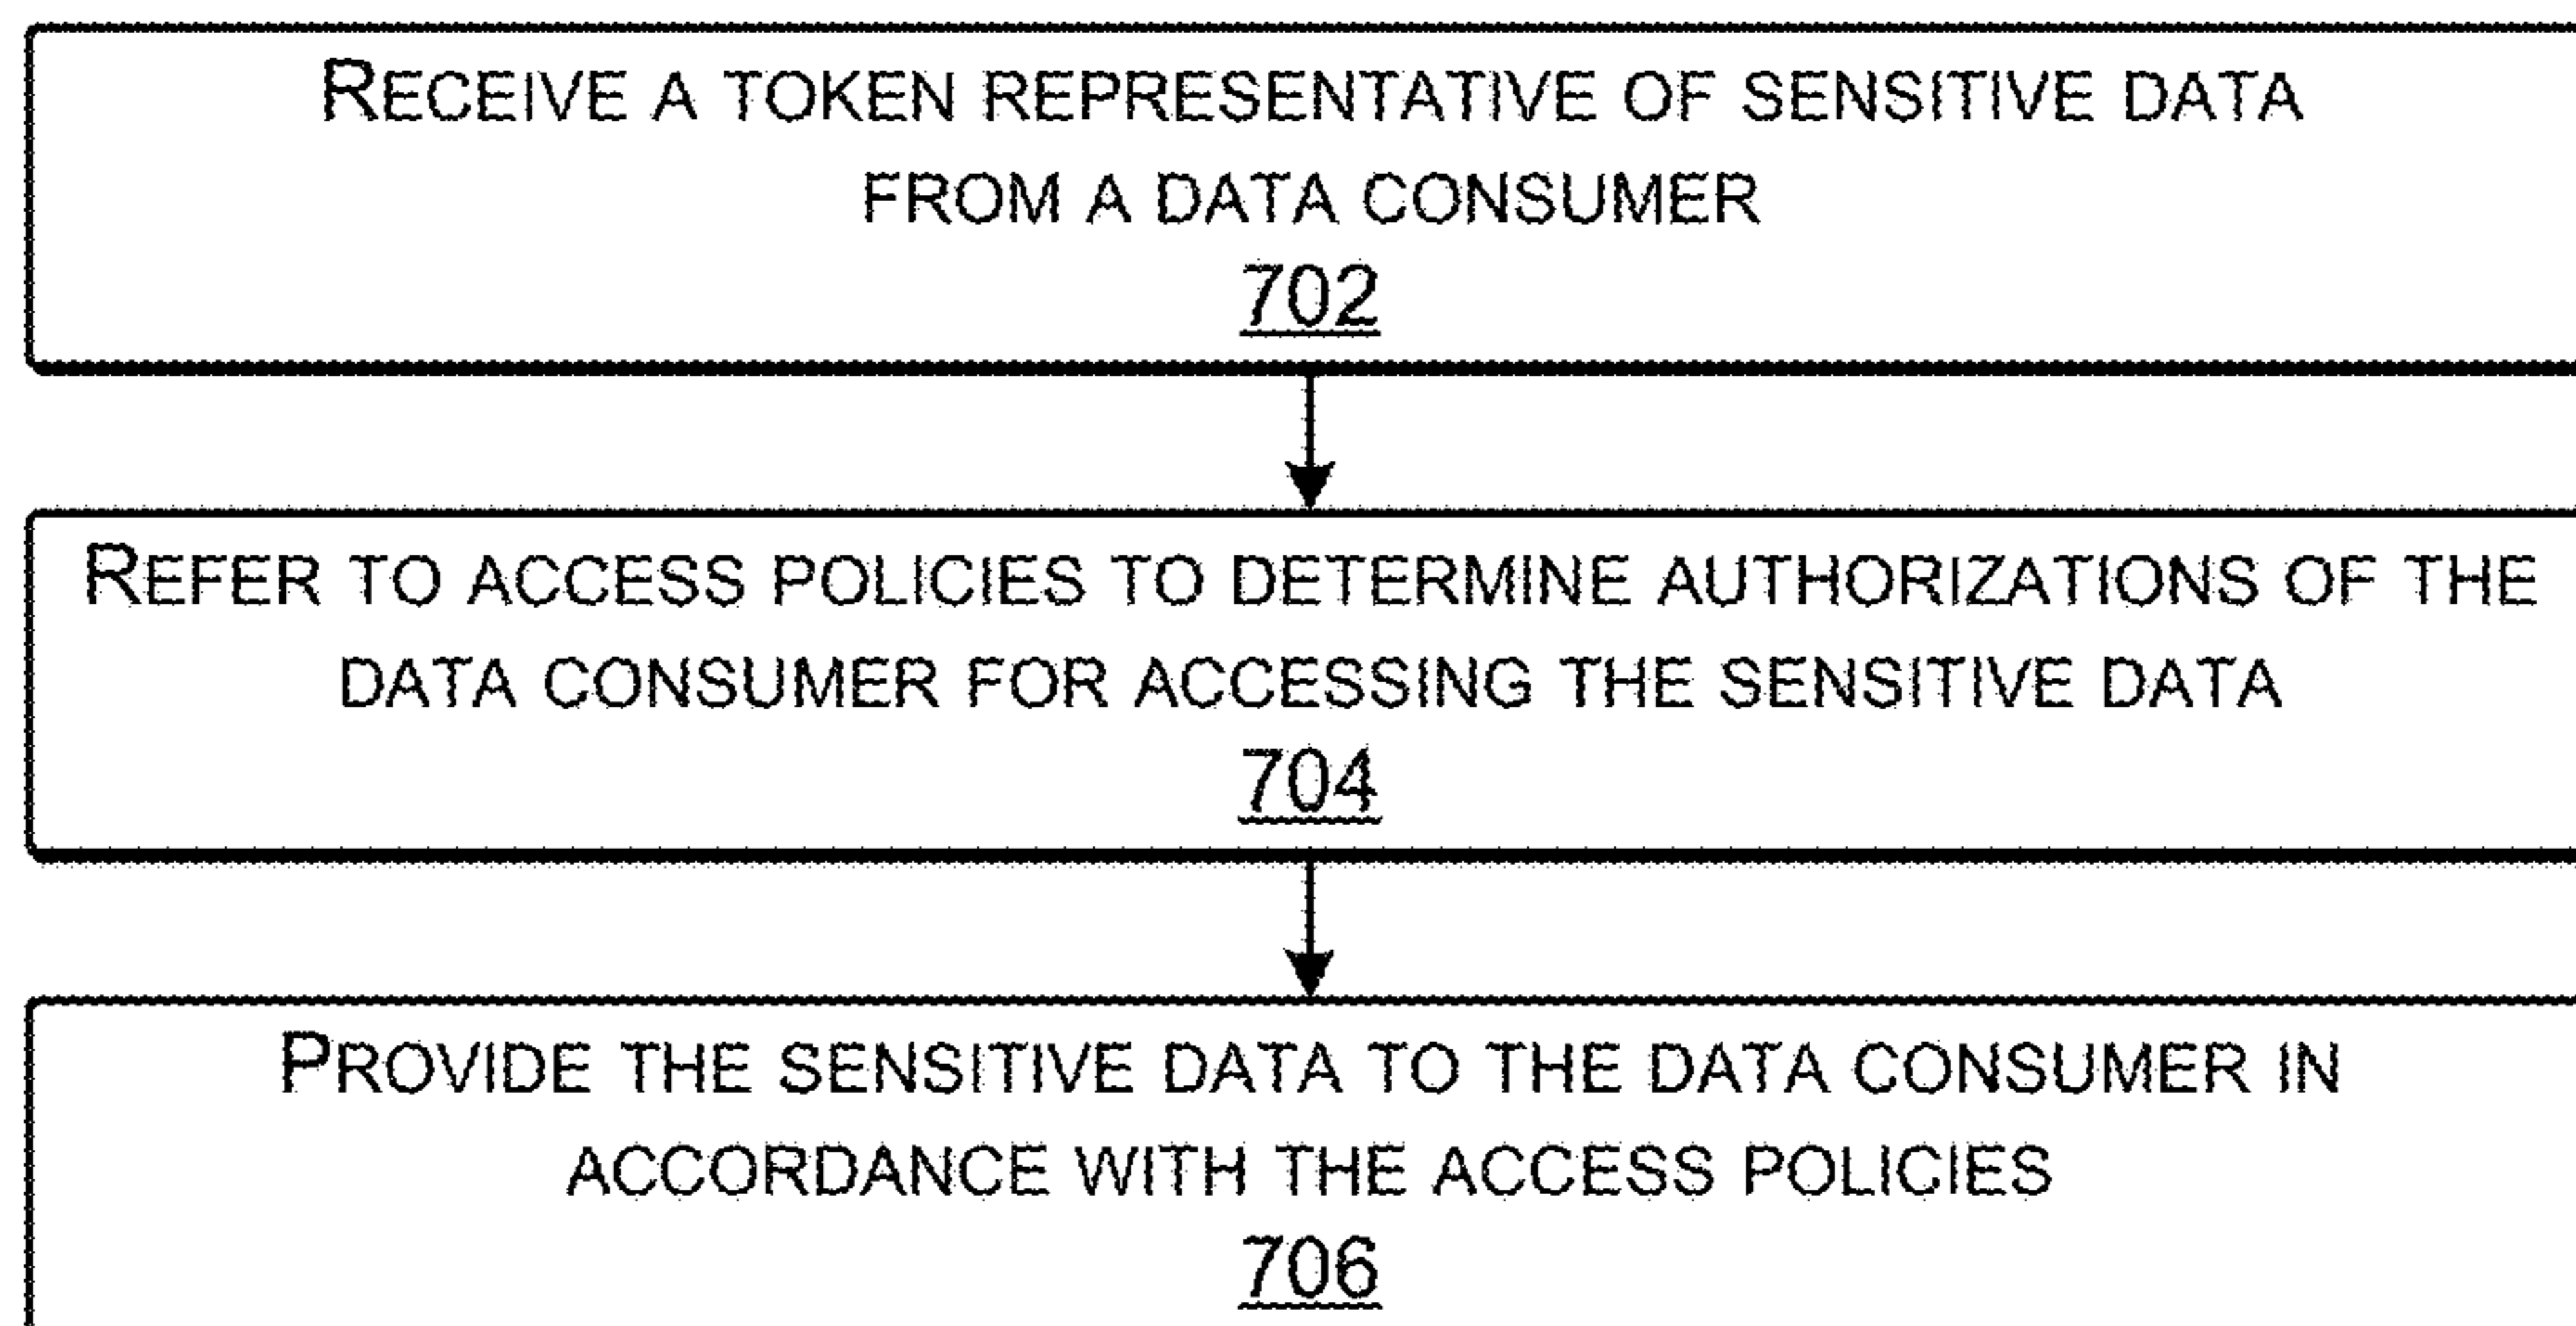 RECEIVE A TOKEN REPRESENTATIVE OF SENSITIVE DATA
FROM A DATA CONSUMER
702
REFER TO ACCESS POLICIES TO DETERMINE AUTHORIZATIONS OF THE
DATA CONSUMER FOR ACCESSING THE SENSITIVE DATA
704
PROVIDE THE SENSITIVE DATA TO THE DATA CONSUMER IN
ACCORDANCE WITH THE ACCESS POLICIES
706